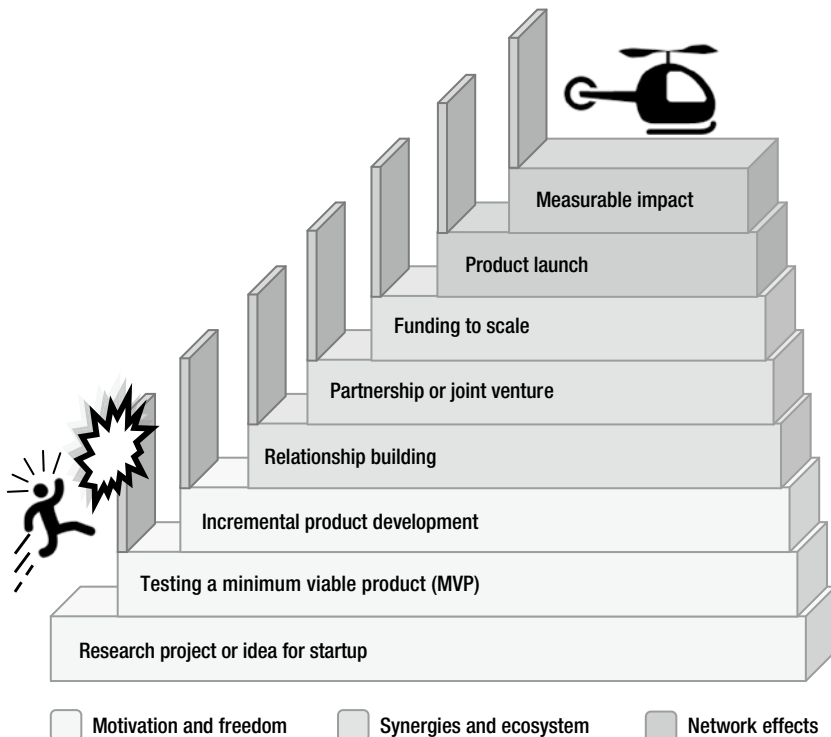 Measurable impact
Product launch
Funding to scale
Partnership or joint venture
Relationship building
Incremental product development
Testing a minimum viable product (MVP)
Research project or idea for startup
Motivation and freedom
Synergies and ecosystem
Network effects